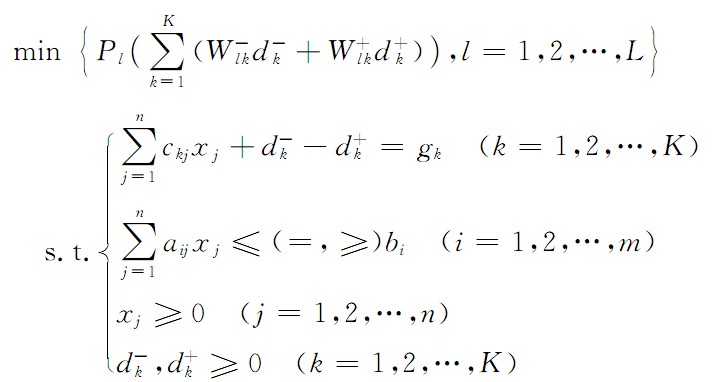 min {P_l(∑_{k=1}^{K}(W_{lk}^- d_k^- + W_{lk}^+ d_k^+)), l = 1,2,⋯,L}
s. t. { ∑_{j=1}^{n} c_{kj} x_j + d_k^- − d_k^+ = g_k (k = 1,2,⋯,K)
∑_{j=1}^{n} a_{ij} x_j ⩽ (=,⩾) b_i (i = 1,2,⋯,m)
x_j ⩾ 0 (j = 1,2,⋯,n)
d_k^-, d_k^+ ⩾ 0 (k = 1,2,⋯,K)